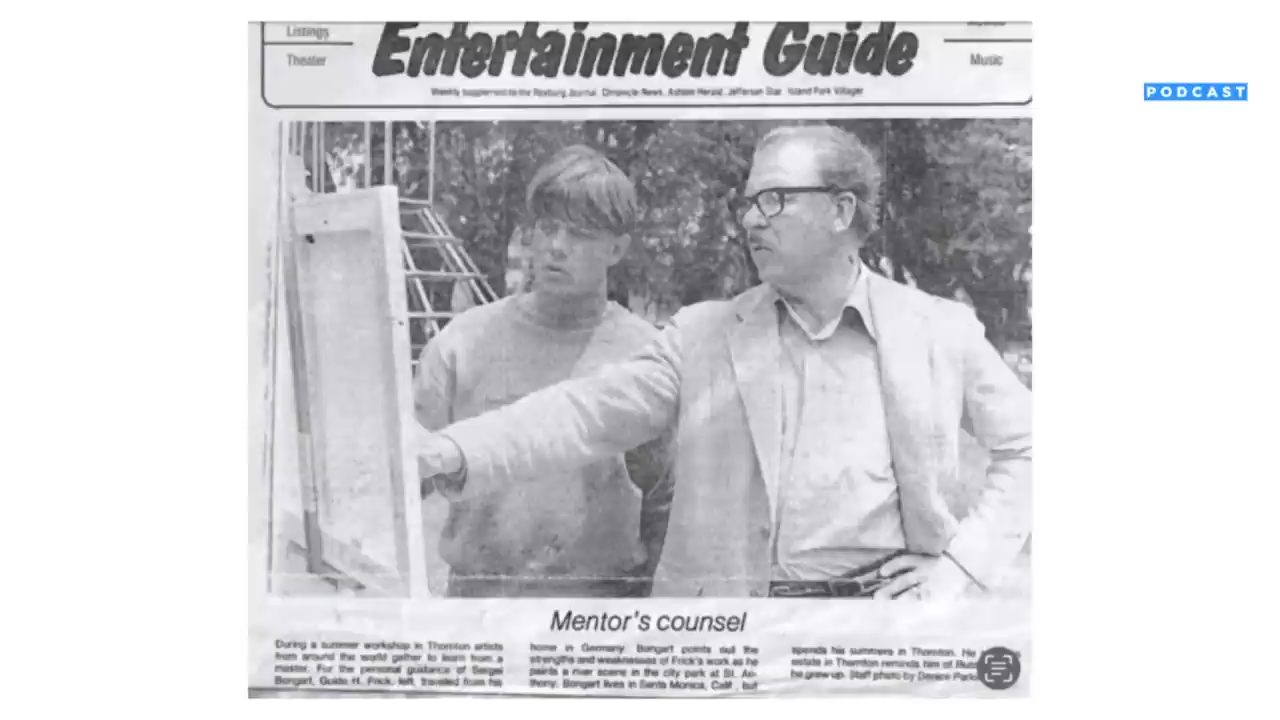 Listings
Theater
Entertainment Guide
Music
Weekly supplement to the Rexburg Journal, Chronicle News, Ashton Herald, Jefferson Star, Island Park Villager
PODCAST
Mentor's counsel
During a summer workshop in Thornton artists
from around the world gather to learn from a
master. For the personal guidance of Sergei
Bongart, Guido H. Frick, left, traveled from his
home in Germany. Bongart points out the
strengths and weaknesses of Frick's work as he
paints a river scene in the city park at St. An-
thony. Bongart lives in Santa Monica, Calif., but
spends his summers in Thornton. He
estate in Thornton reminds him of
he grew up. Staff photo by Denice